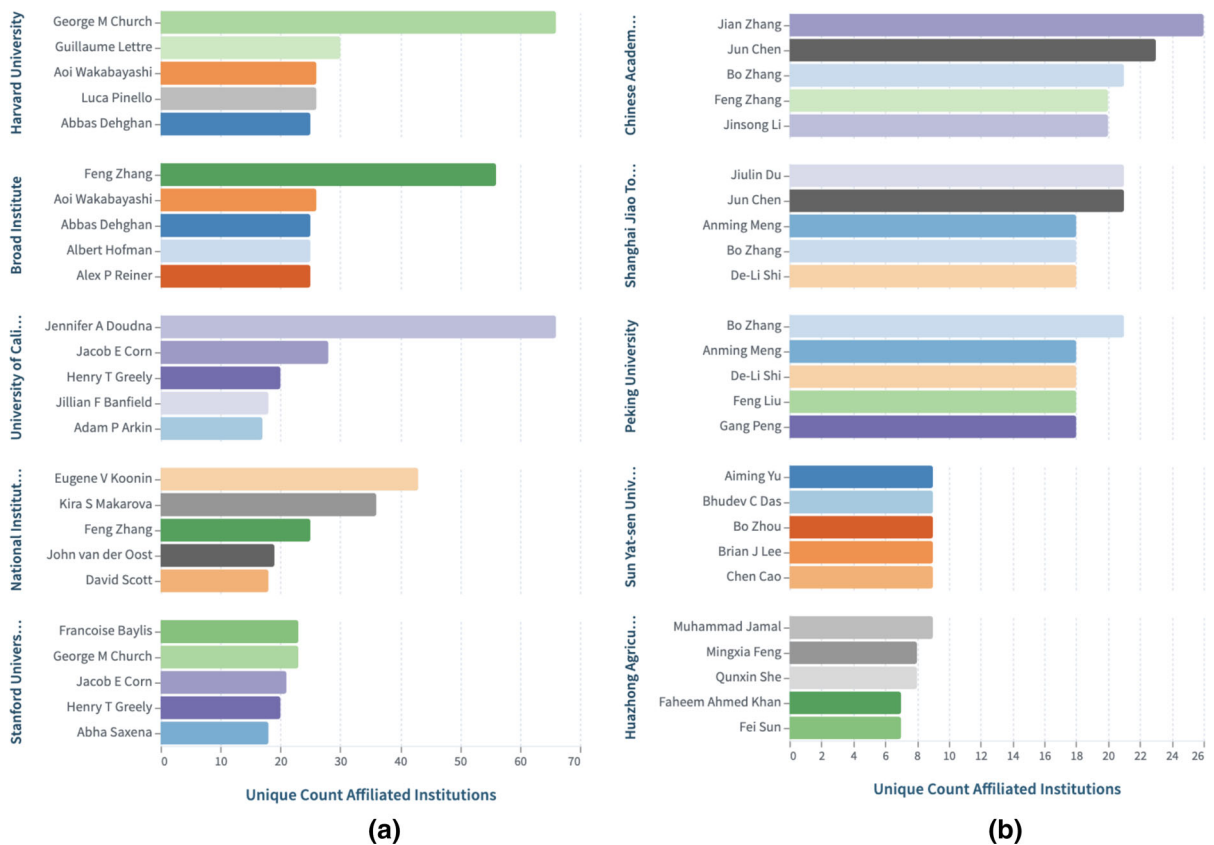 Harvard University
George M Church
Guillaume Lettre
Aoi Wakabayashi
Luca Pinello
Abbas Dehghan
Broad Institute
Feng Zhang
Aoi Wakabayashi
Abbas Dehghan
Albert Hofman
Alex P Reiner
University of Cali...
Jennifer A Doudna
Jacob E Corn
Henry T Greely
Jillian F Banfield
Adam P Arkin
National Institut...
Eugene V Koonin
Kira S Makarova
Feng Zhang
John van der Oost
David Scott
Stanford Univers...
Francoise Baylis
George M Church
Jacob E Corn
Henry T Greely
Abha Saxena
0 10 20 30 40 50 60 70
Unique Count Affiliated Institutions
(a)
Chinese Academ...
Jian Zhang
Jun Chen
Bo Zhang
Feng Zhang
Jinsong Li
Shanghai Jiao To...
Jiulin Du
Jun Chen
Anming Meng
Bo Zhang
De-Li Shi
Peking University
Bo Zhang
Anming Meng
De-Li Shi
Feng Liu
Gang Peng
Sun Yat-sen Univ...
Aiming Yu
Bhudev C Das
Bo Zhou
Brian J Lee
Chen Cao
Huazhong Agricu...
Muhammad Jamal
Mingxia Feng
Qunxin She
Faheem Ahmed Khan
Fei Sun
0 2 4 6 8 10 12 14 16 18 20 22 24 26
Unique Count Affiliated Institutions
(b)